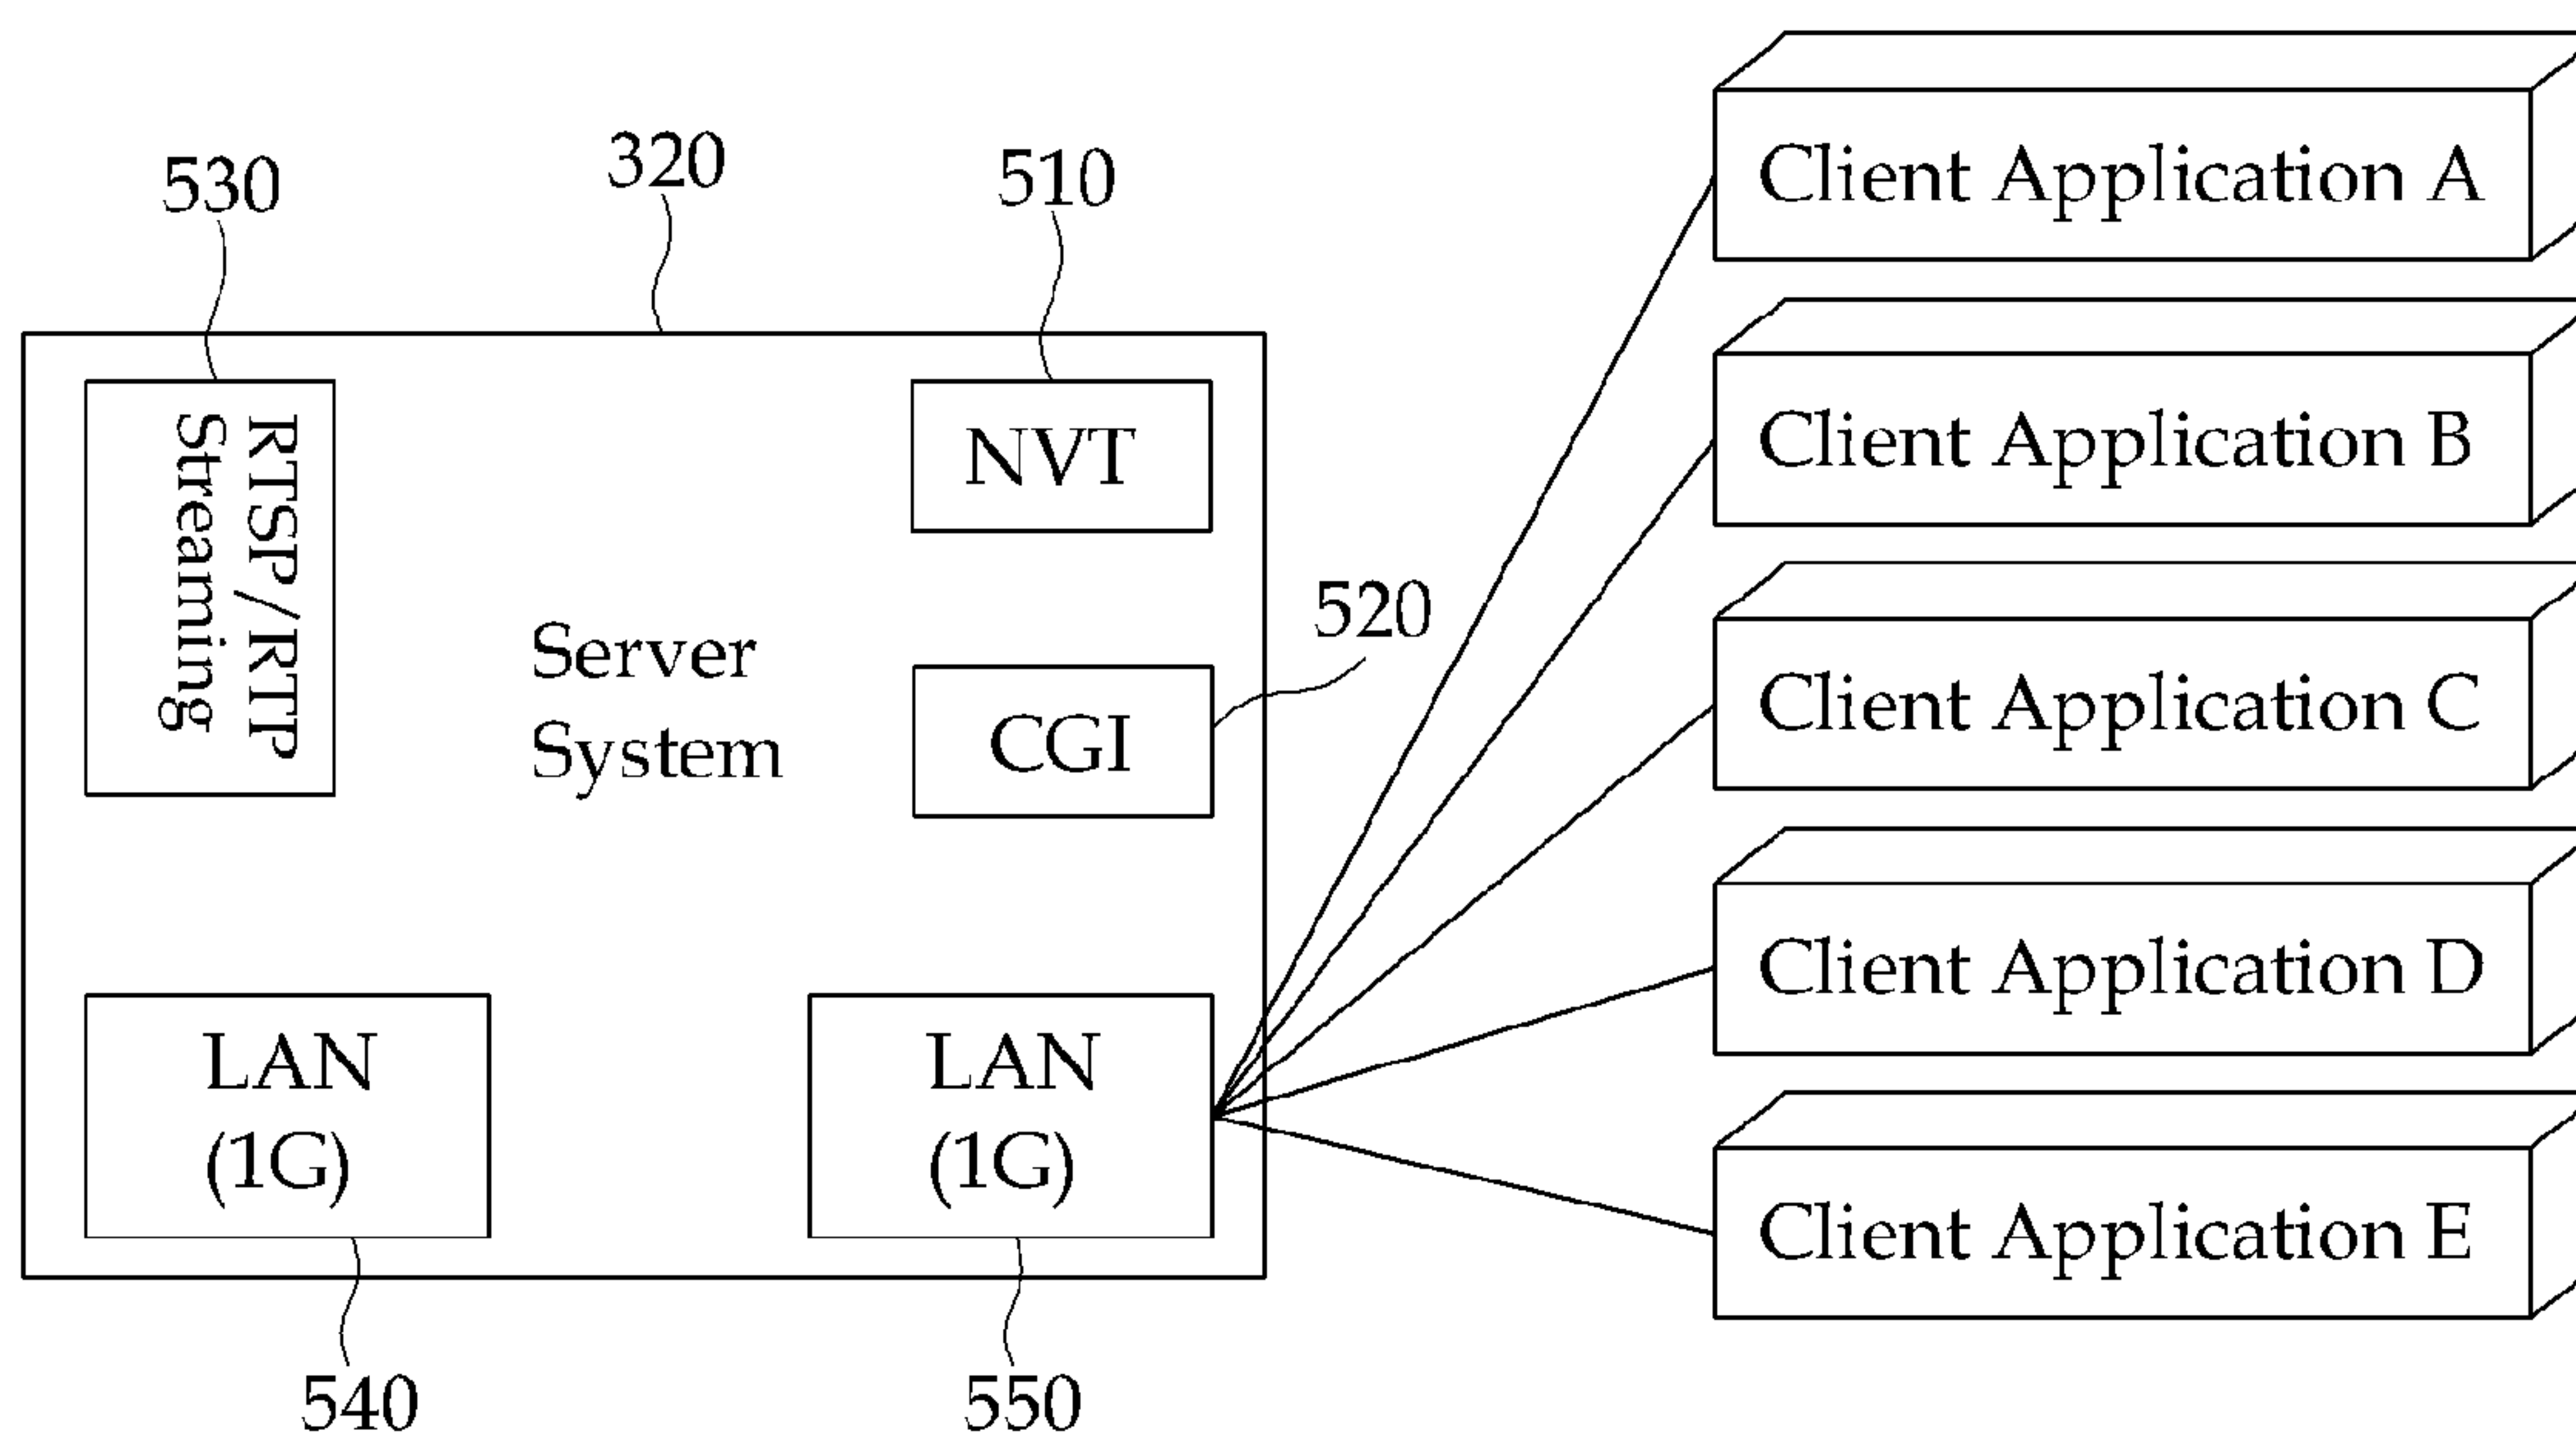 530
320
510
RTSP/RTP
Streaming
NVT
Server
System
520
CGI
LAN
(1G)
LAN
(1G)
540
550
Client Application A
Client Application B
Client Application C
Client Application D
Client Application E